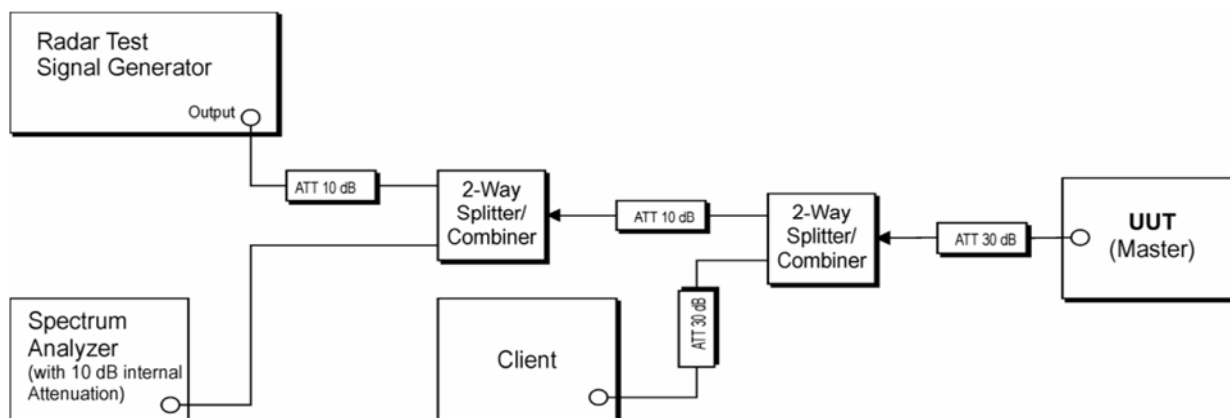 Radar Test
Signal Generator
Output
ATT 10 dB
2-Way
Splitter/
Combiner
ATT 10 dB
2-Way
Splitter/
Combiner
ATT 30 dB
UUT
(Master)
Spectrum
Analyzer
(with 10 dB internal
Attenuation)
Client
ATT 30 dB